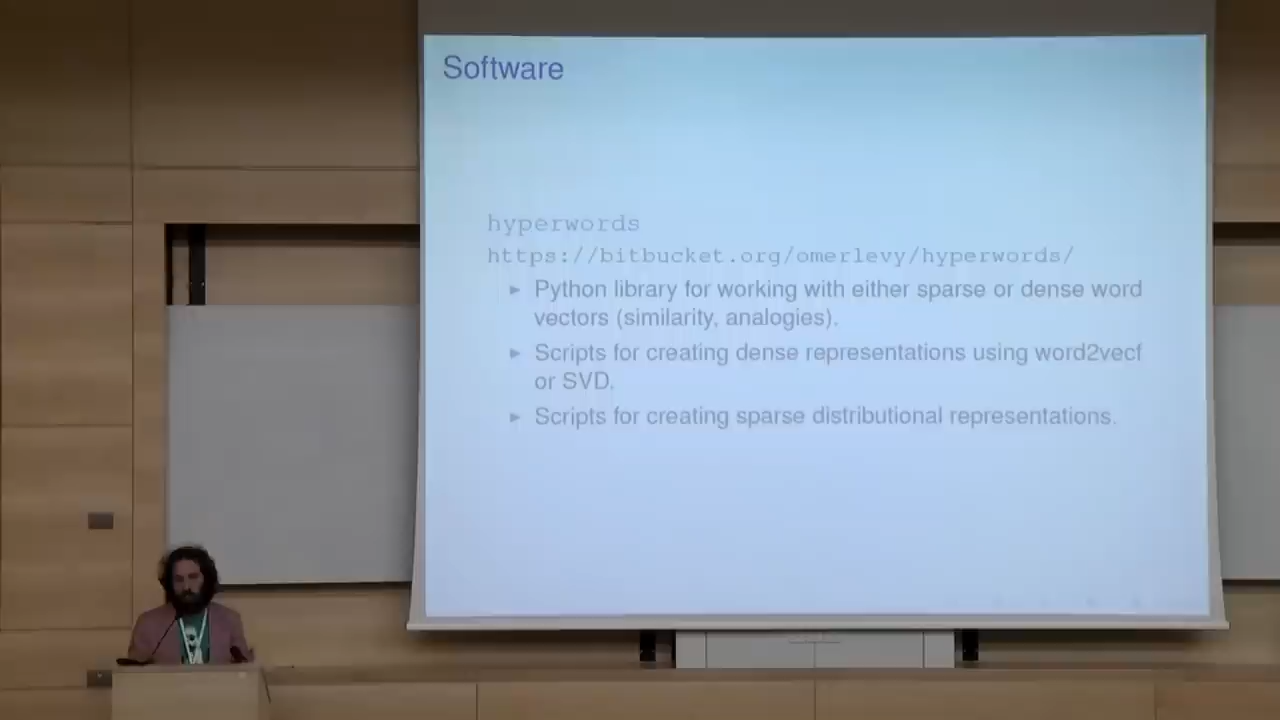 Software
hyperwords
https://bitbucket.org/omerlevy/hyperwords/
► Python library for working with either sparse or dense word
vectors (similarity, analogies).
► Scripts for creating dense representations using word2vecf
or SVD.
► Scripts for creating sparse distributional representations.